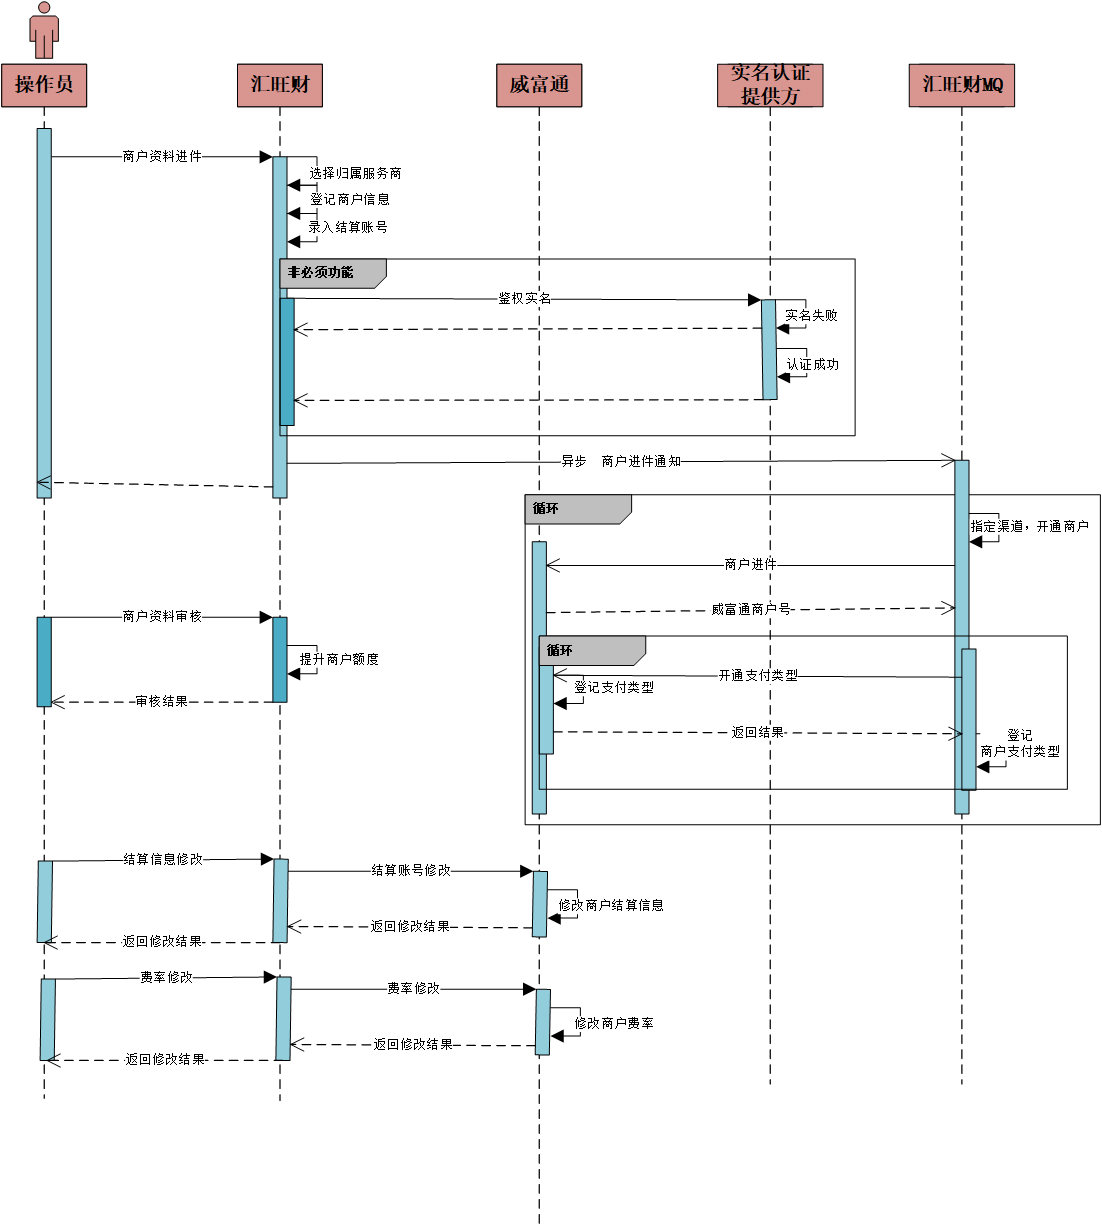 操作员
汇旺财
威富通
实名认证
提供方
汇旺财MQ
商户资料进件
选择归属服务商
登记商户信息
录入结算账号
非必须功能
鉴权实名
实名失败
认证成功
异步 商户进件通知
循环
指定渠道，开通商户
商户进件
威富通商户号
商户资料审核
循环
提升商户额度
开通支付类型
登记支付类型
审核结果
返回结果
登记
商户支付类型
结算信息修改
结算账号修改
修改商户结算信息
返回修改结果
返回修改结果
费率修改
费率修改
修改商户费率
返回修改结果
返回修改结果